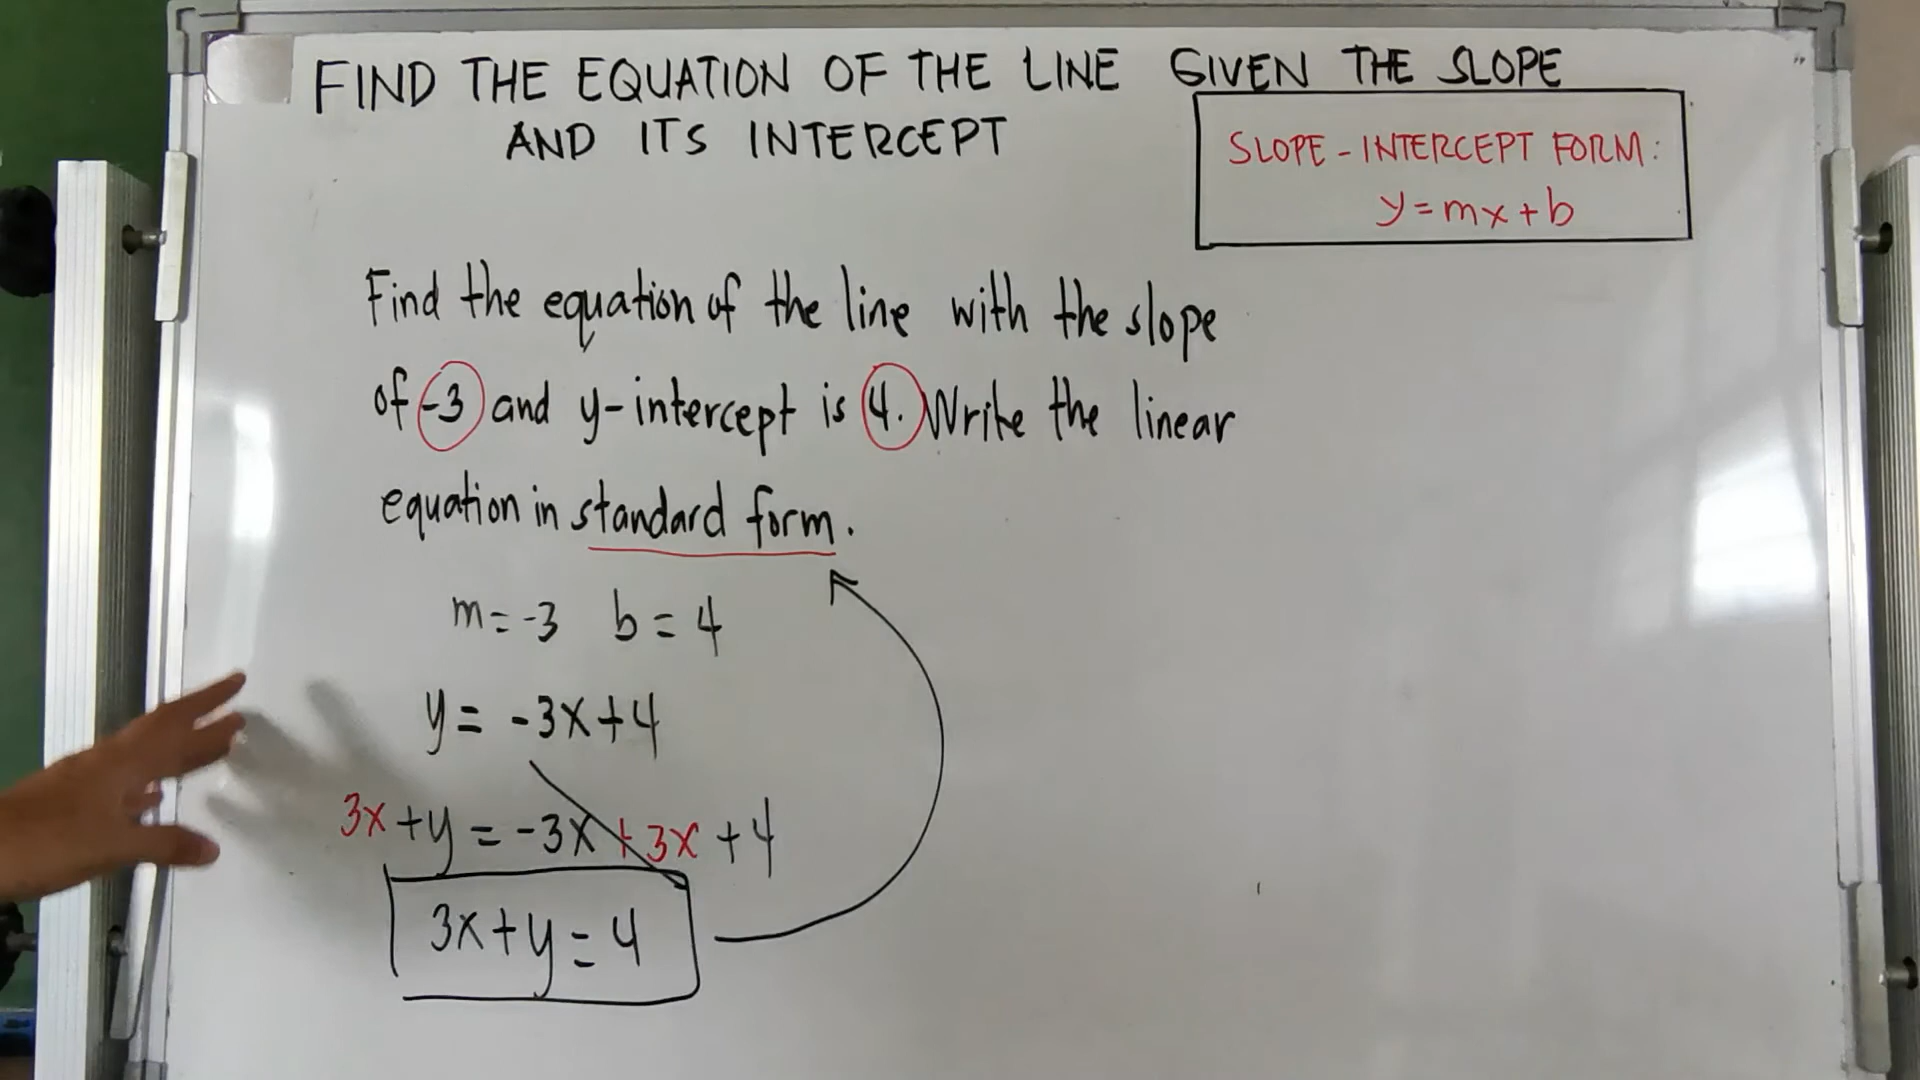 FIND THE EQUATION OF THE LINE GIVEN THE SLOPE
AND ITS INTERCEPT
SLOPE-INTERCEPT FORM:
y=mx+b
Find the equation of the line with the slope
of -3 and y-intercept is 4. Write the linear
equation in standard form.
m=-3 b=4
y= -3x+4
3x+y=-3x+3x+4
3x+y=4